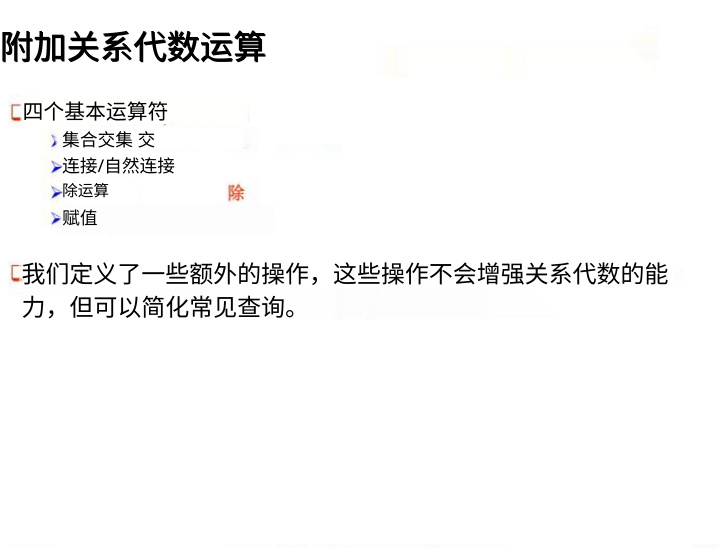 附加关系代数运算
四个基本运算符
集合交集 交
连接/自然连接
除运算 除
赋值
我们定义了一些额外的操作，这些操作不会增强关系代数的能
力，但可以简化常见查询。